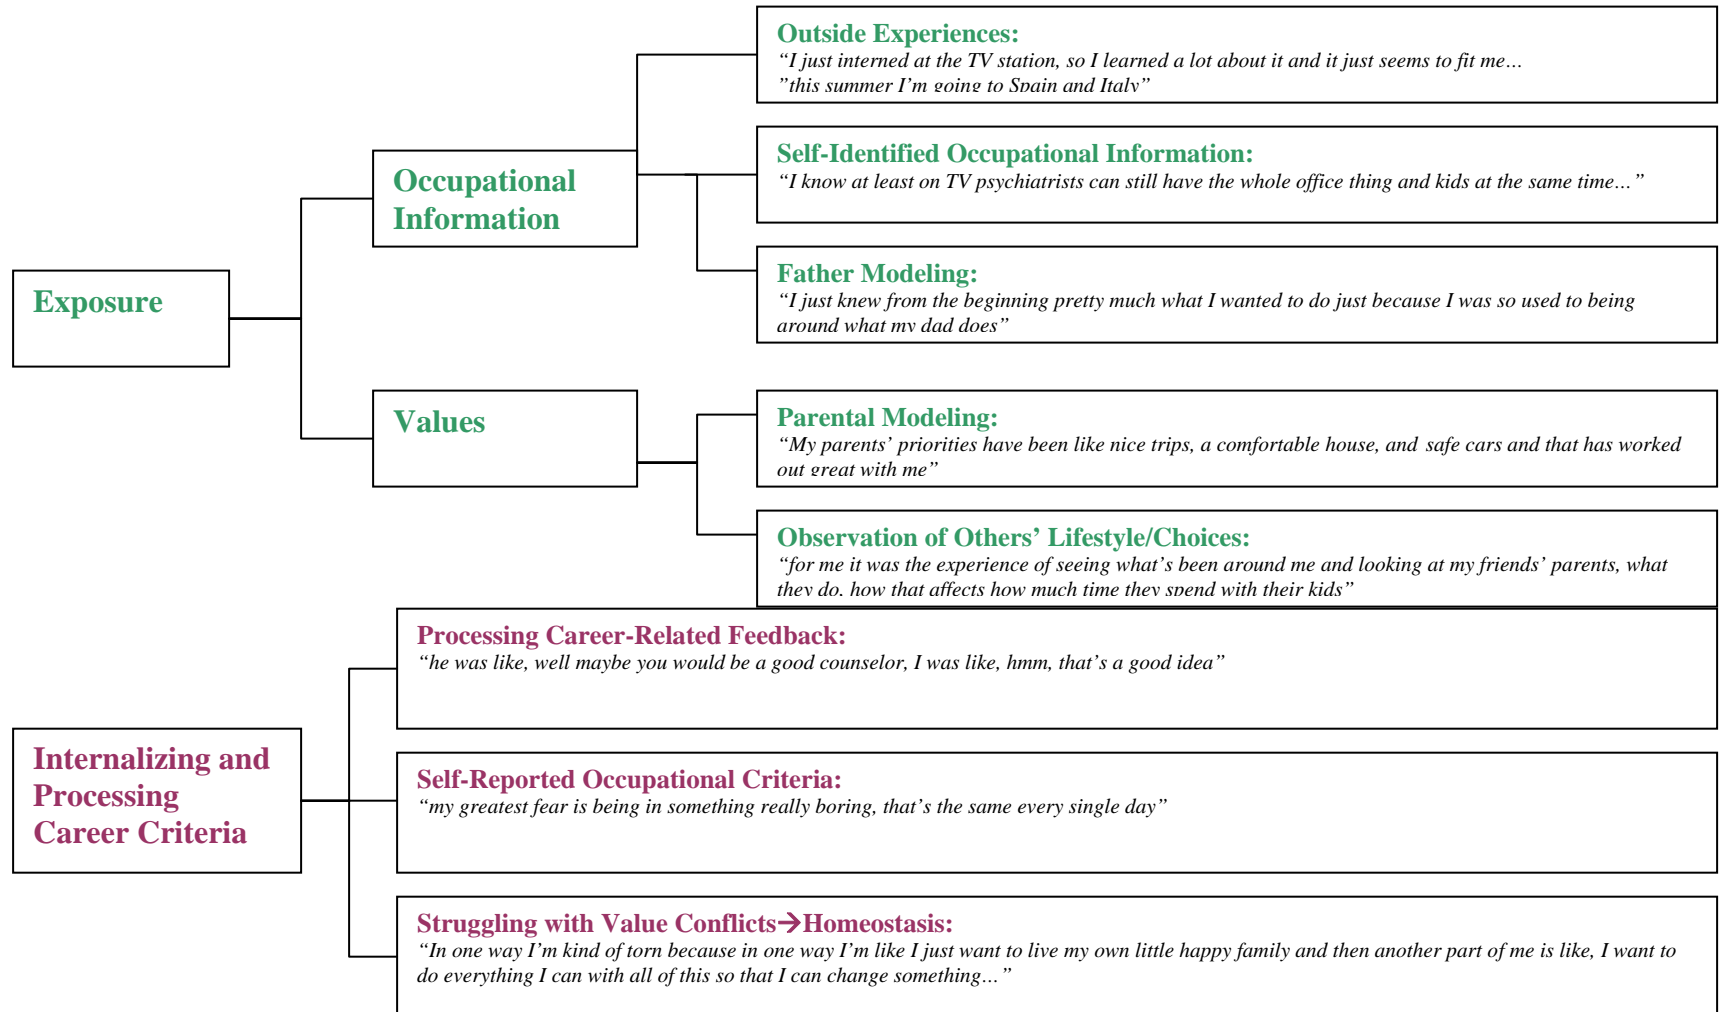 Outside Experiences:
“I just interned at the TV station, so I learned a lot about it and it just seems to fit me…
”this summer I’m going to Spain and Italy”
Occupational
Information
Self-Identified Occupational Information:
“I know at least on TV psychiatrists can still have the whole office thing and kids at the same time…”
Father Modeling:
“I just knew from the beginning pretty much what I wanted to do just because I was so used to being
around what my dad does”
Exposure
Values
Parental Modeling:
“My parents’ priorities have been like nice trips, a comfortable house, and safe cars and that has worked
out great with me”
Observation of Others’ Lifestyle/Choices:
“for me it was the experience of seeing what’s been around me and looking at my friends’ parents, what
they do, how that affects how much time they spend with their kids”
Processing Career-Related Feedback:
“he was like, well maybe you would be a good counselor, I was like, hmm, that’s a good idea”
Internalizing and
Processing
Career Criteria
Self-Reported Occupational Criteria:
“my greatest fear is being in something really boring, that’s the same every single day”
Struggling with Value Conflicts→Homeostasis:
“In one way I’m kind of torn because in one way I’m like I just want to live my own little happy family and then another part of me is like, I want to
do everything I can with all of this so that I can change something…”